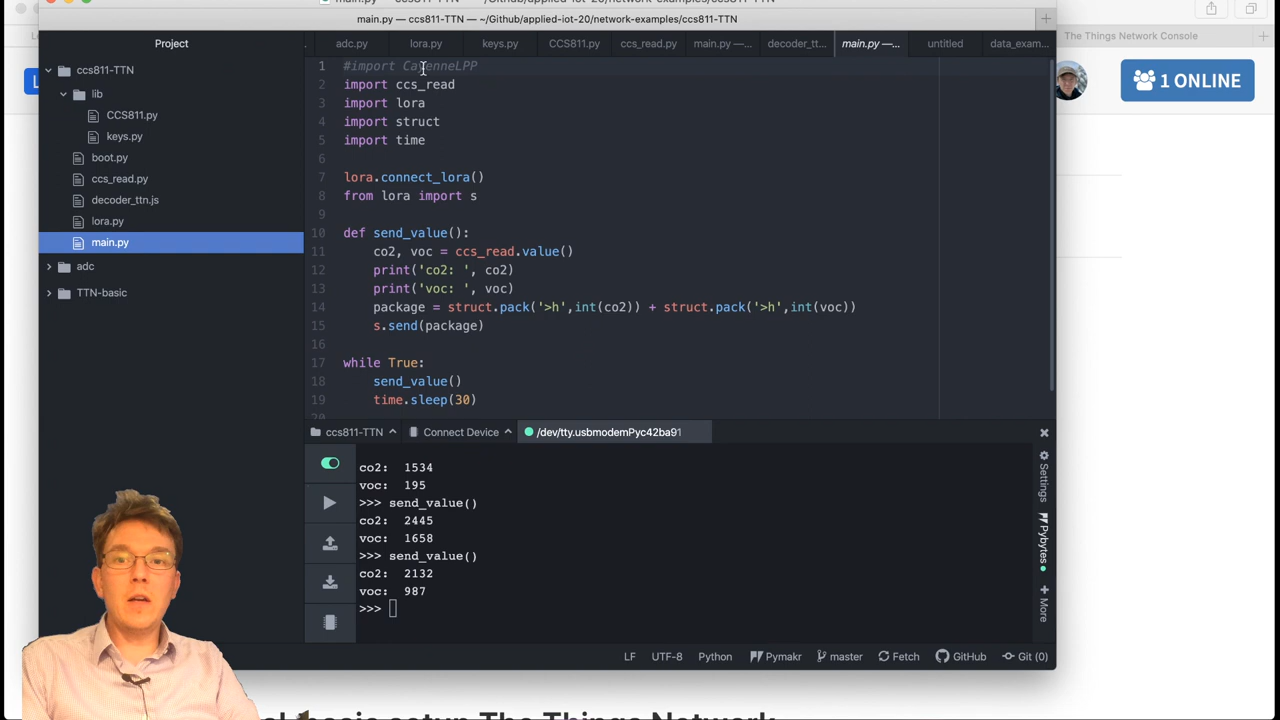 main.py — ccs811-TTN — ~/Github/applied-iot-20/network-examples/ccs811-TTN
The Things Network Console
1 ONLINE
Project
ccs811-TTN
lib
CCS811.py
keys.py
boot.py
ccs_read.py
decoder_ttn.js
lora.py
main.py
adc
TTN-basic
adc.py
lora.py
keys.py
CCS811.py
ccs_read.py
main.py —...
decoder_tt...
main.py —...
untitled
data_exam...
1 #import CayenneLPP
2 import ccs_read
3 import lora
4 import struct
5 import time
6
7 lora.connect_lora()
8 from lora import s
9
10 def send_value():
11 co2, voc = ccs_read.value()
12 print('co2: ', co2)
13 print('voc: ', voc)
14 package = struct.pack('>h',int(co2)) + struct.pack('>h',int(voc))
15 s.send(package)
16
17 while True:
18 send_value()
19 time.sleep(30)
20
ccs811-TTN
Connect Device
/dev/tty.usbmodemPyc42ba91
co2: 1534
voc: 195
>>> send_value()
co2: 2445
voc: 1658
>>> send_value()
co2: 2132
voc: 987
>>>
Settings
Pybytes
More
LF
UTF-8
Python
Pymakr
master
Fetch
GitHub
Git (0)
basic setup The Things Network